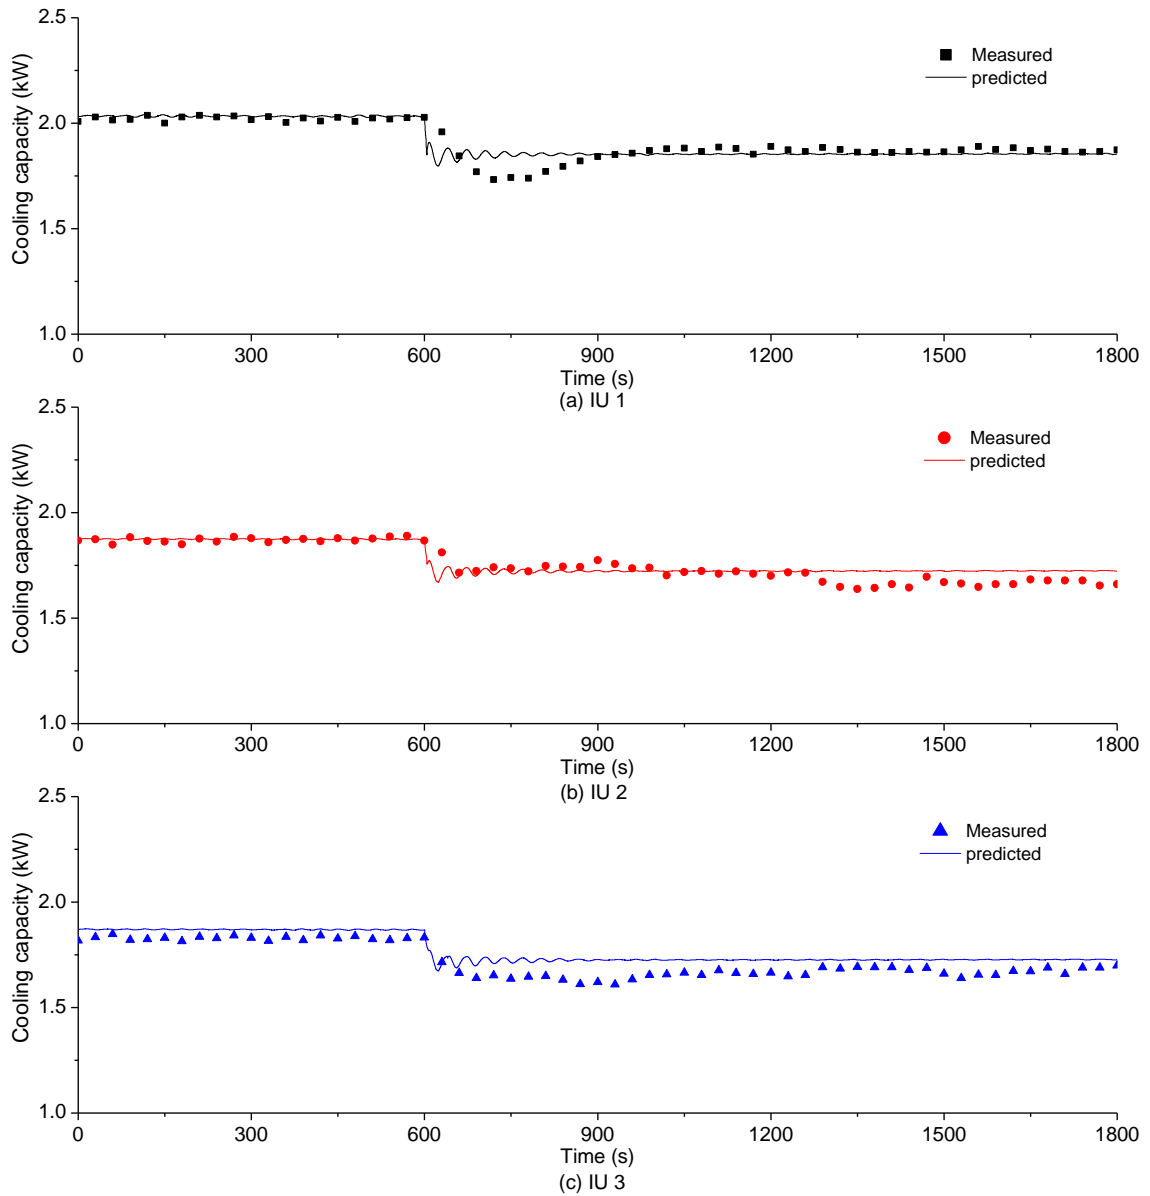 2.5
Measured
predicted
2.0
Cooling capacity (kW)
1.5
1.0
0 300 600 900 1200 1500 1800
Time (s)
(a) IU 1
2.5
Measured
predicted
2.0
Cooling capacity (kW)
1.5
1.0
0 300 600 900 1200 1500 1800
Time (s)
(b) IU 2
2.5
Measured
predicted
2.0
Cooling capacity (kW)
1.5
1.0
0 300 600 900 1200 1500 1800
Time (s)
(c) IU 3